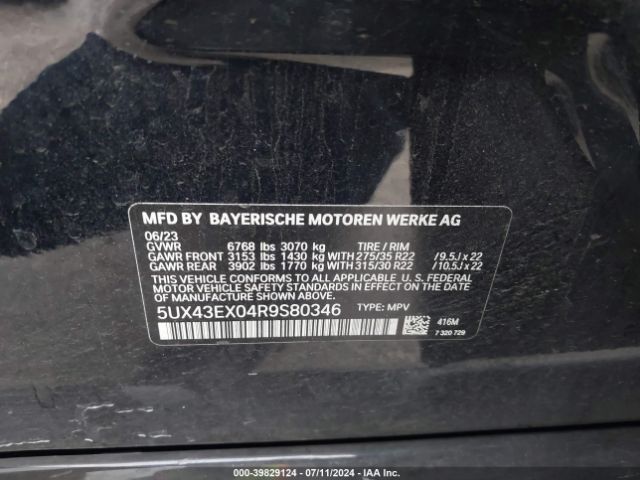 MFD BY BAYERISCHE MOTOREN WERKE AG
06/23
GVWR 6768 lbs 3070 kg TIRE / RIM
GAWR FRONT 3153 lbs 1430 kg WITH 275/35 R22 / 9.5J x 22
GAWR REAR 3902 lbs 1770 kg WITH 315/30 R22 / 10.5J x 22
THIS VEHICLE CONFORMS TO ALL APPLICABLE U. S. FEDERAL
MOTOR VEHICLE SAFETY STANDARDS IN EFFECT ON THE
DATE OF MANUFACTURE SHOWN ABOVE.
5UX43EX04R9S80346 TYPE: MPV
416M
7 320 729
000-39829124 | 07/11/2024 | IAA Inc.